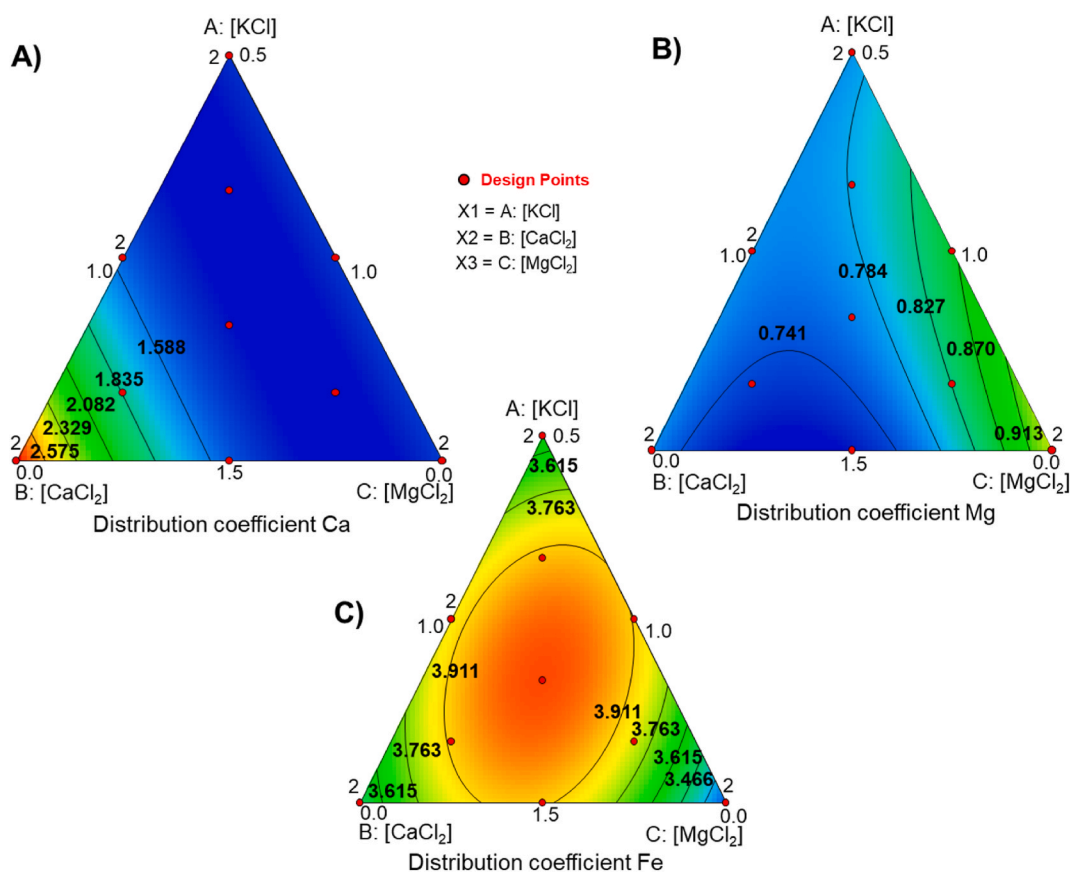 A)
A: [KCl]
2 0.5
2
1.0
1.0
1.588
1.835
2.082
2.329
2.575
2
0.0
1.5
2
0.0
B: [CaCl₂]
C: [MgCl₂]
Distribution coefficient Ca
Design Points
X1 = A: [KCl]
X2 = B: [CaCl₂]
X3 = C: [MgCl₂]
B)
A: [KCl]
2 0.5
2
1.0
1.0
0.784
0.827
0.741
0.870
0.913
2
0.0
1.5
2
0.0
B: [CaCl₂]
C: [MgCl₂]
Distribution coefficient Mg
C)
A: [KCl]
2 0.5
3.615
3.763
2
1.0
1.0
3.911
3.911
3.763
3.763
3.615
3.466
3.615
2
0.0
1.5
2
0.0
B: [CaCl₂]
C: [MgCl₂]
Distribution coefficient Fe